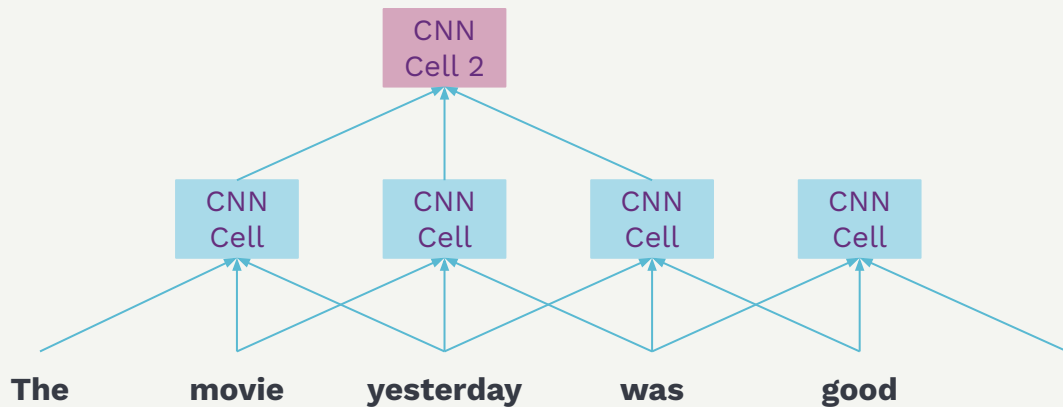 CNN
Cell 2
CNN
Cell
CNN
Cell
CNN
Cell
CNN
Cell
The movie yesterday was good